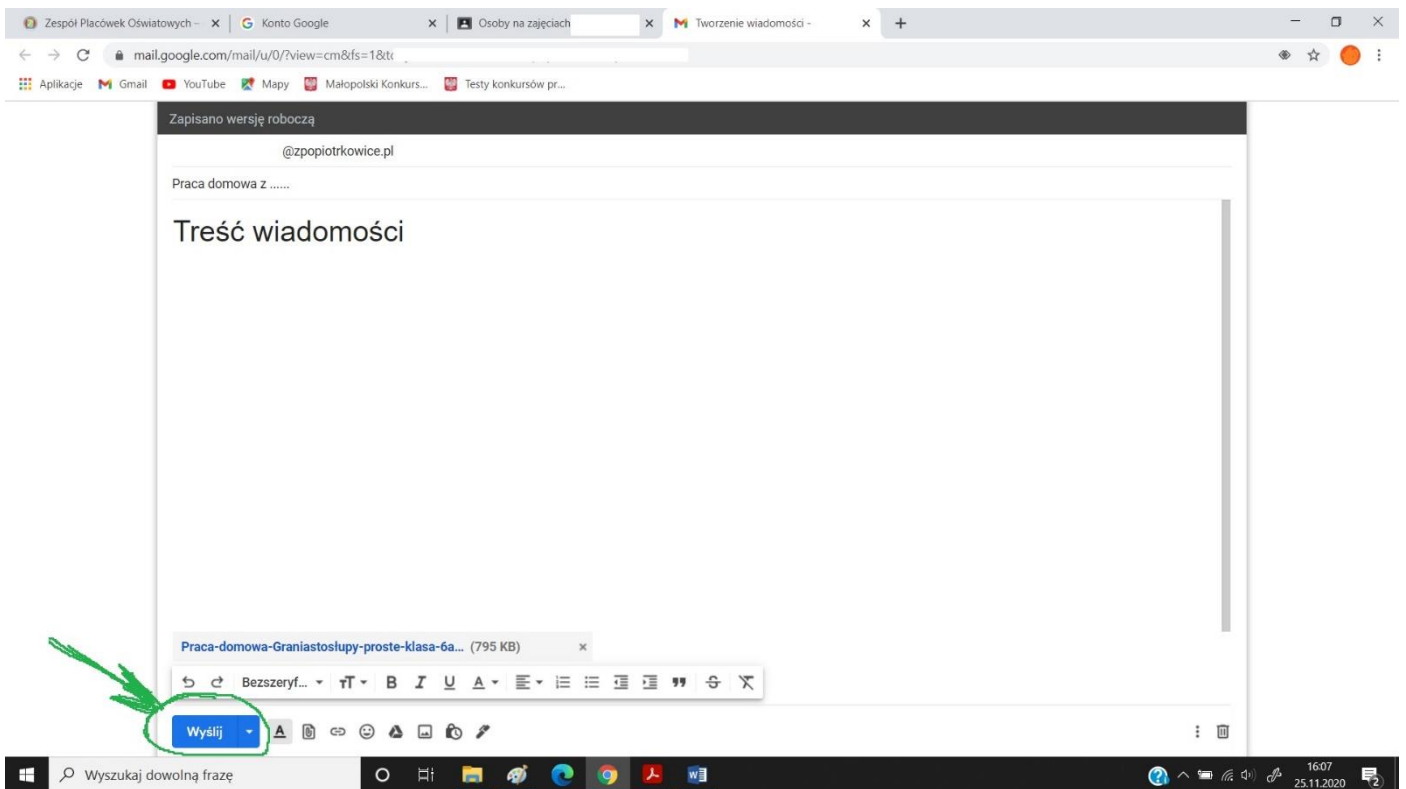 Zespół Placówek Oświatowych –
Konto Google
Osoby na zajęciach
Tworzenie wiadomości -
mail.google.com/mail/u/0/?view=cm&fs=1&to
Aplikacje Gmail YouTube Mapy Małopolski Konkurs... Testy konkursów pr...
Zapisano wersję roboczą
@zpopiotrkowice.pl
Praca domowa z ......
Treść wiadomości
Praca-domowa-Graniastosłupy-proste-klasa-6a... (795 KB)
Bezszeryf... B I U A
Wyślij A
Wyszukaj dowolną frazę
16:07
25.11.2020
2